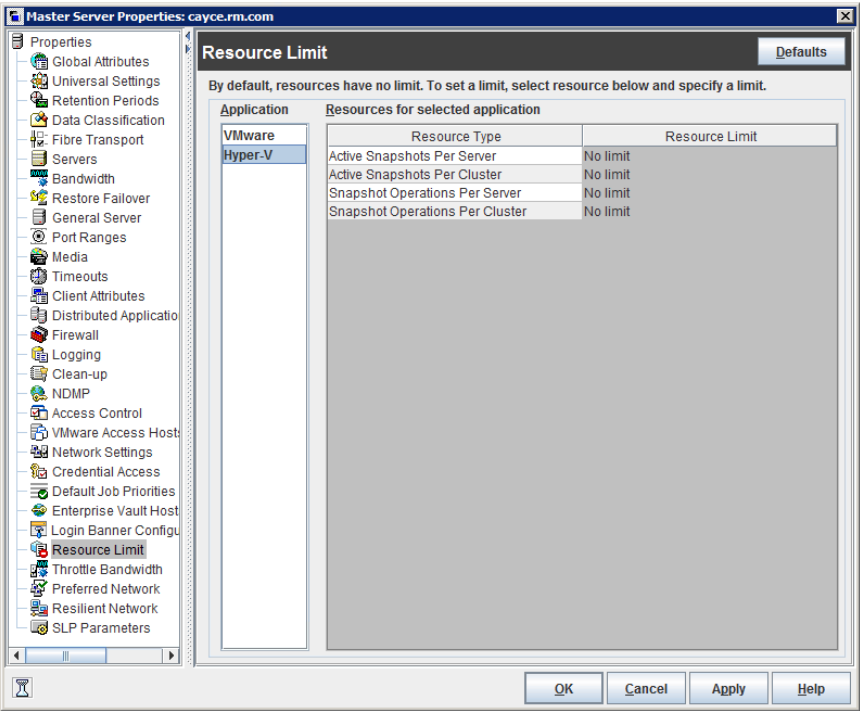 Master Server Properties: cayce.rm.com
Properties
Global Attributes
Universal Settings
Retention Periods
Data Classification
Fibre Transport
Servers
Bandwidth
Restore Failover
General Server
Port Ranges
Media
Timeouts
Client Attributes
Distributed Applicatio
Firewall
Logging
Clean-up
NDMP
Access Control
VMware Access Hosts
Network Settings
Credential Access
Default Job Priorities
Enterprise Vault Host
Login Banner Configu
Resource Limit
Throttle Bandwidth
Preferred Network
Resilient Network
SLP Parameters
Resource Limit
Defaults
By default, resources have no limit. To set a limit, select resource below and specify a limit.
Application
VMware
Hyper-V
Resources for selected application
Resource Type Resource Limit
Active Snapshots Per Server No limit
Active Snapshots Per Cluster No limit
Snapshot Operations Per Server No limit
Snapshot Operations Per Cluster No limit
OK Cancel Apply Help